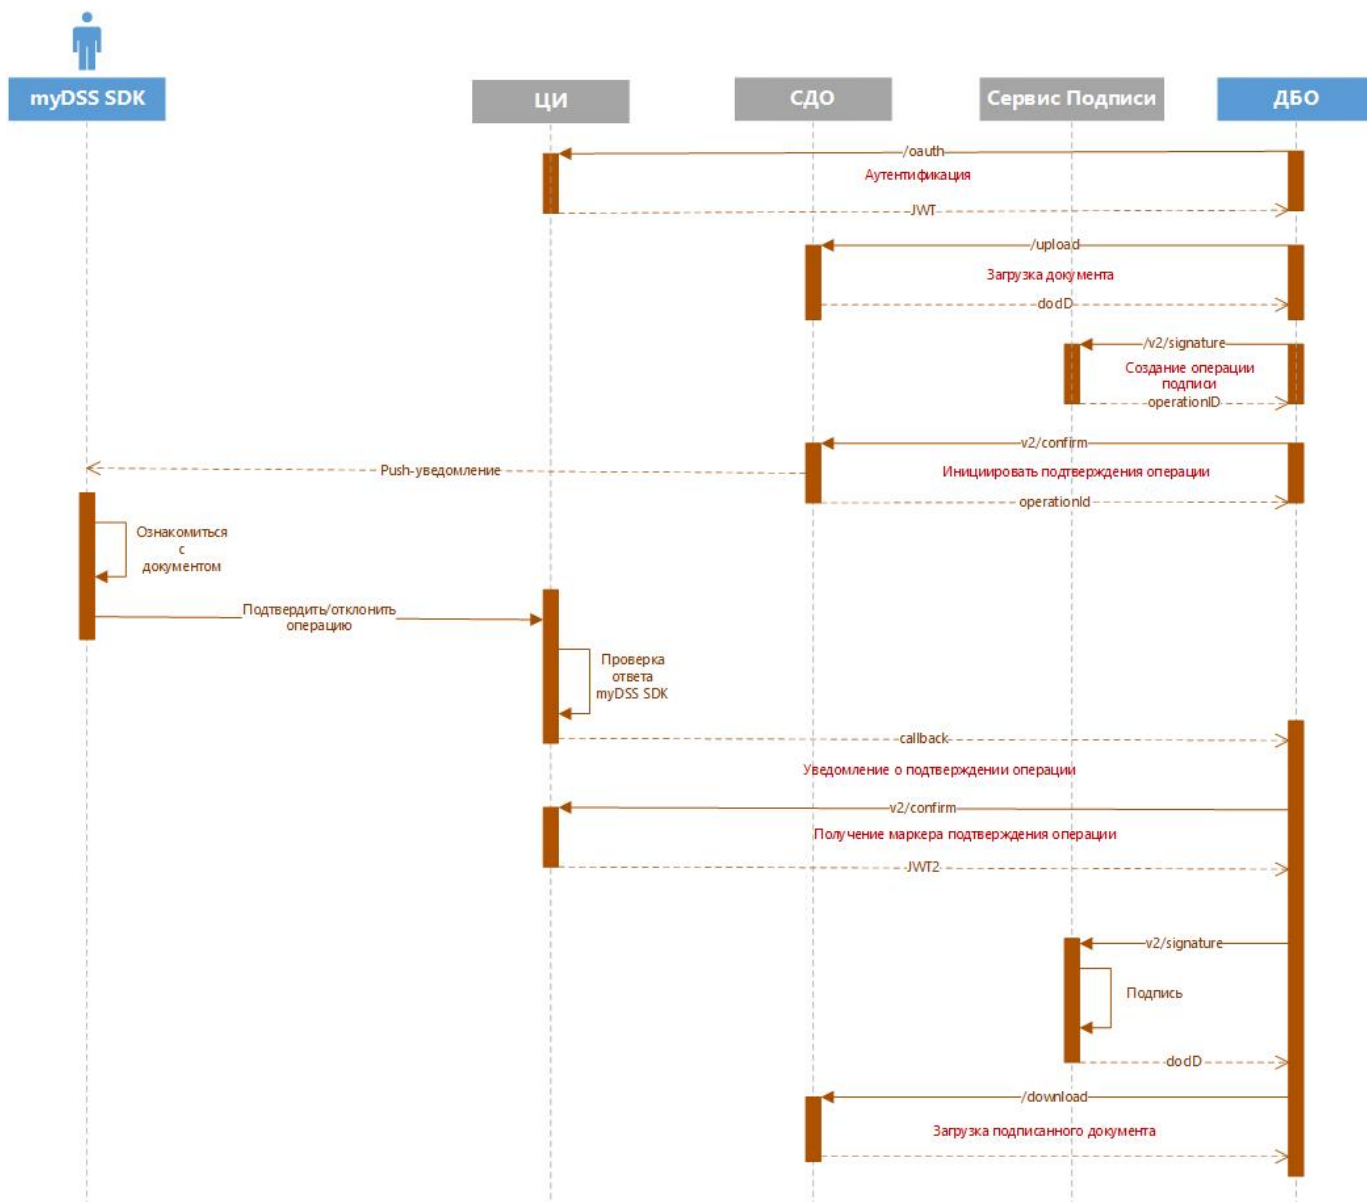 myDSS SDK
ЦИ
СДО
Сервис Подписи
ДБО
/oauth
Аутентификация
JWT
/upload
Загрузка документа
docID
/v2/signature
Создание операции
подписи
operationID
v2/confirm
Push-уведомление
Инициировать подтверждения операции
operationId
Ознакомиться
с
документом
Подтвердить/отклонить
операцию
Проверка
ответа
myDSS SDK
callback
Уведомление о подтверждении операции
v2/confirm
Получение маркера подтверждения операции
JWT2
v2/signature
Подпись
docID
/download
Загрузка подписанного документа